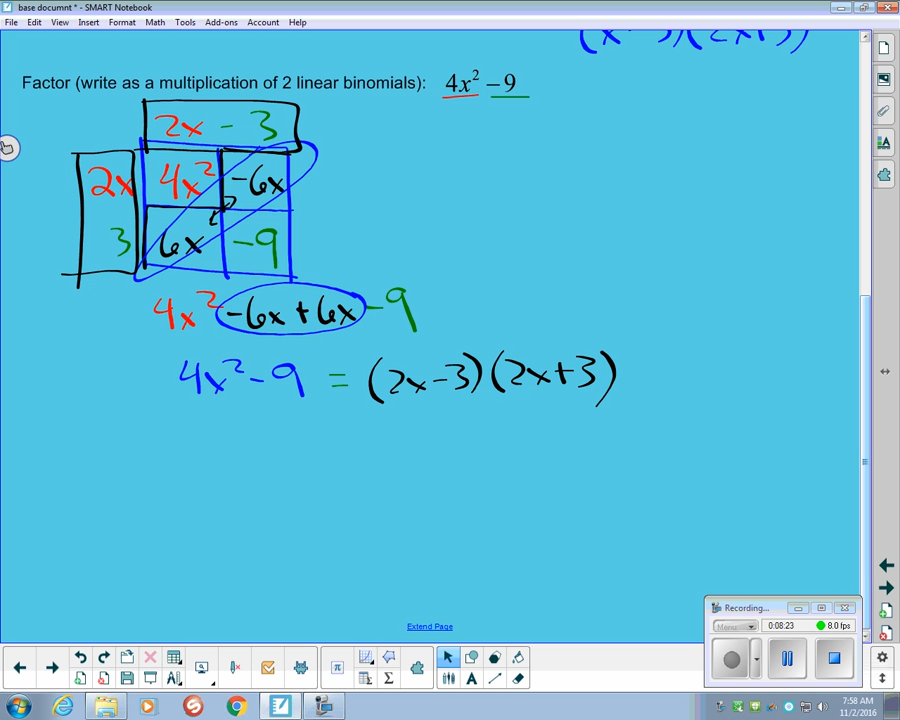 base documnt * - SMART Notebook
File Edit View Insert Format Math Tools Add-ons Account Help
Factor (write as a multiplication of 2 linear binomials): 4x² − 9
2x - 3
2x 4x² -6x
3 6x -9
4x² -6x + 6x -9
4x² - 9 = (2x - 3)(2x + 3)
Extend Page
Recording...
Menu
0:08:23 8.0 fps
7:58 AM
11/2/2016